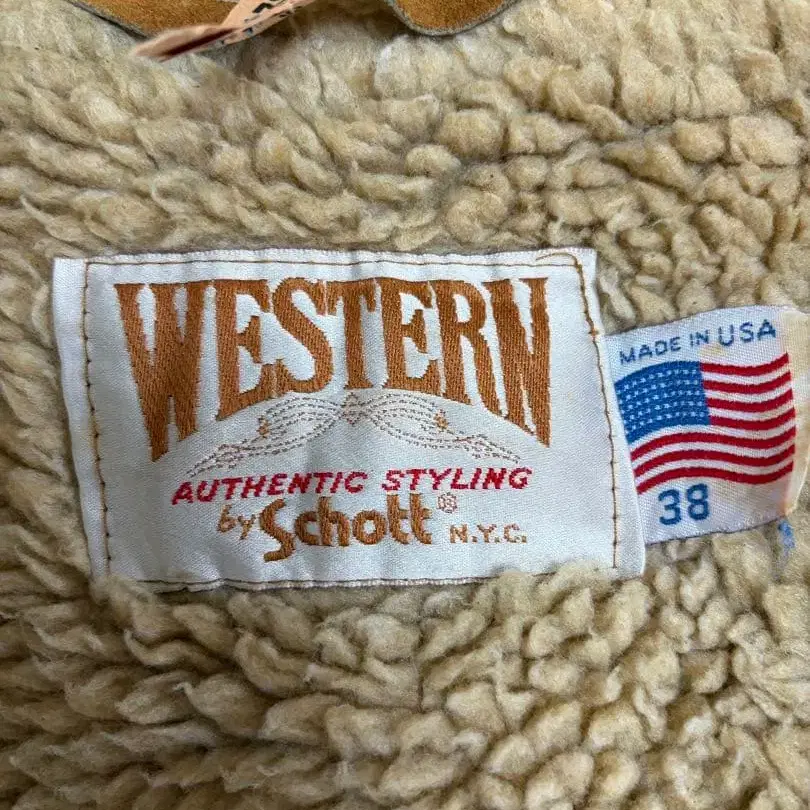 WESTERN
AUTHENTIC STYLING
by Schott® N.Y.C.
MADE IN USA
38